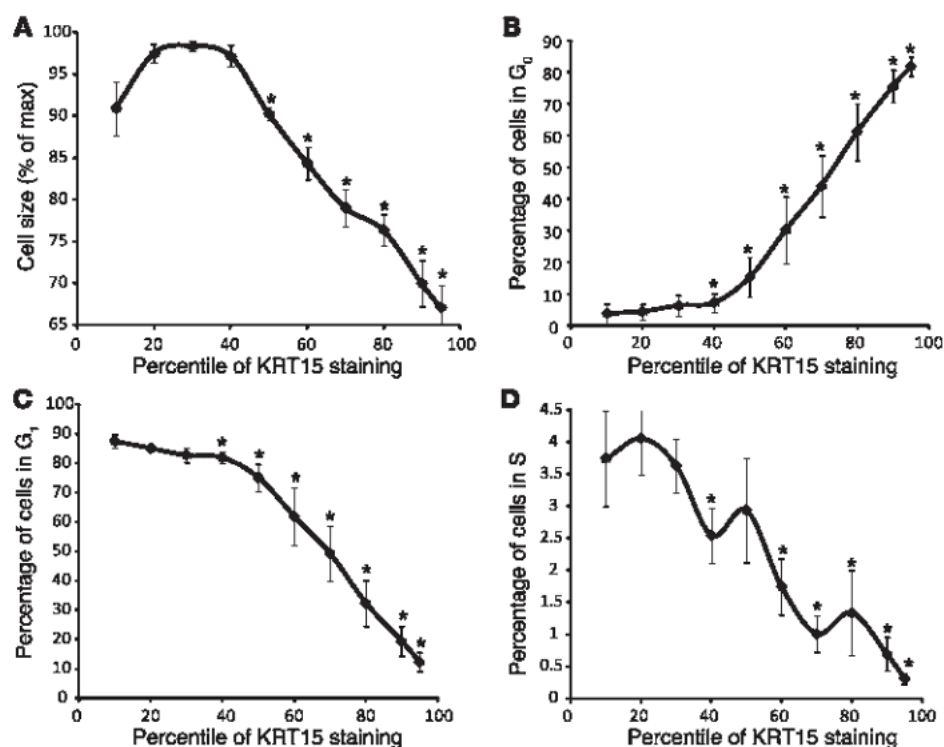 A
Cell size (% of max)
100
95
90
85
80
75
70
65
* * * * * *
0 20 40 60 80 100
Percentile of KRT15 staining
B
Percentage of cells in G0
90
80
70
60
50
40
30
20
10
0
* * * * * * *
0 20 40 60 80 100
Percentile of KRT15 staining
C
Percentage of cells in G1
100
90
80
70
60
50
40
30
20
10
0
* * * * * * *
0 20 40 60 80 100
Percentile of KRT15 staining
D
Percentage of cells in S
4.5
4
3.5
3
2.5
2
1.5
1
0.5
0
* * * * * *
0 20 40 60 80 100
Percentile of KRT15 staining